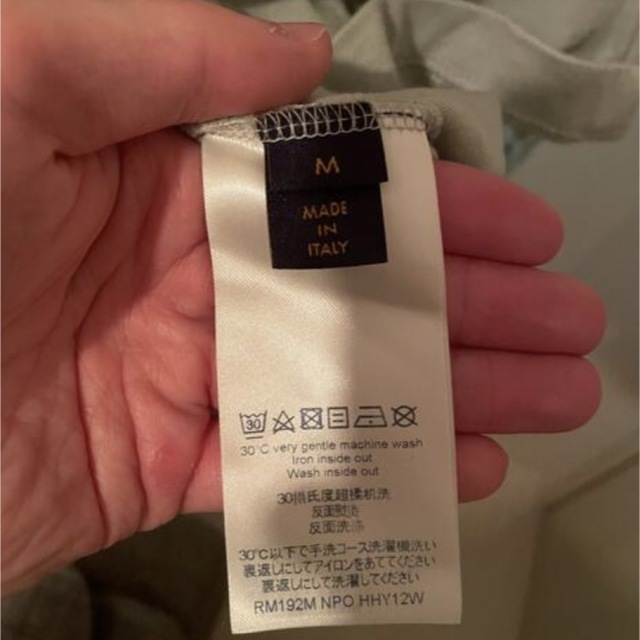 M
MADE
IN
ITALY
30
30°C very gentle machine wash
Iron inside out
Wash inside out
30摄氏度超揉机洗
反面熨烫
反面洗涤
30℃以下で手洗コース洗濯機洗い
裏返しにしてアイロンをあててください
裏返しにして洗濯してください
RM192M NPO HHY12W